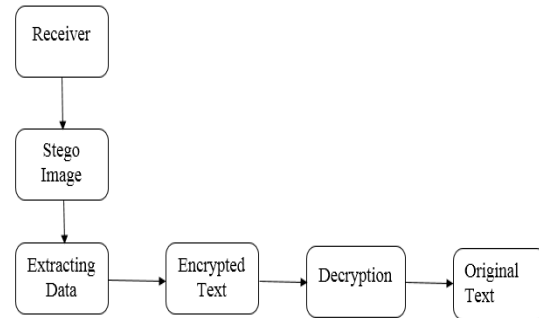 Receiver
Stego
Image
Extracting
Data
Encrypted
Text
Decryption
Original
Text